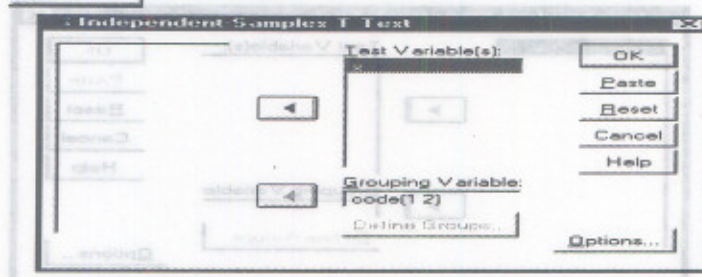 Independent Samplex T Text
Test Variable(s):
x
OK
Paste
Reset
Cancel
Help
Grouping Variable:
code(1 2)
Define Groups...
Options...